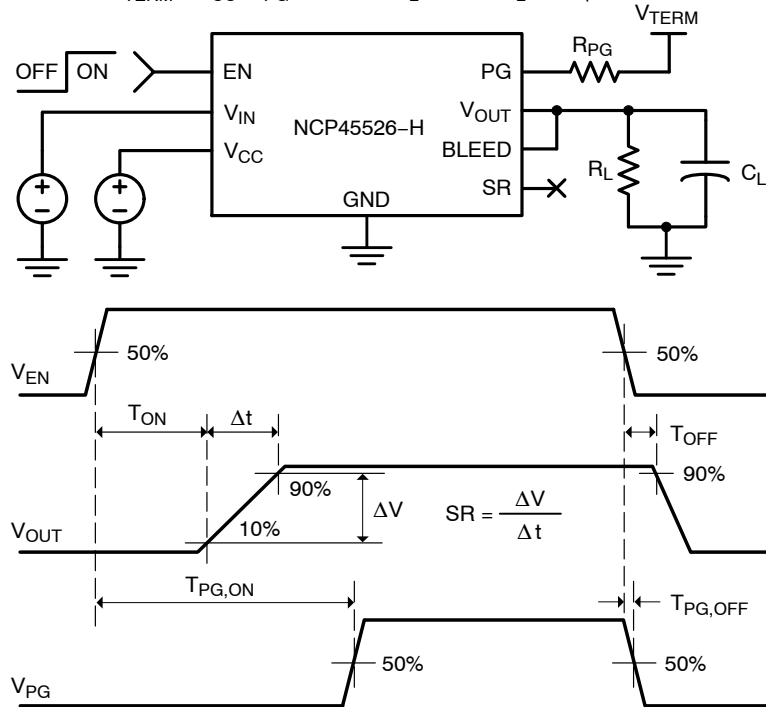 V_TERM
R_PG
OFF ON
EN
PG
V_IN
V_OUT
NCP45526−H
V_CC
BLEED
R_L
C_L
SR
GND
+
−
+
−
50%
50%
V_EN
T_ON
Δt
T_OFF
90%
90%
ΔV
SR = ΔV
Δt
10%
V_OUT
T_PG,ON
T_PG,OFF
50%
50%
V_PG